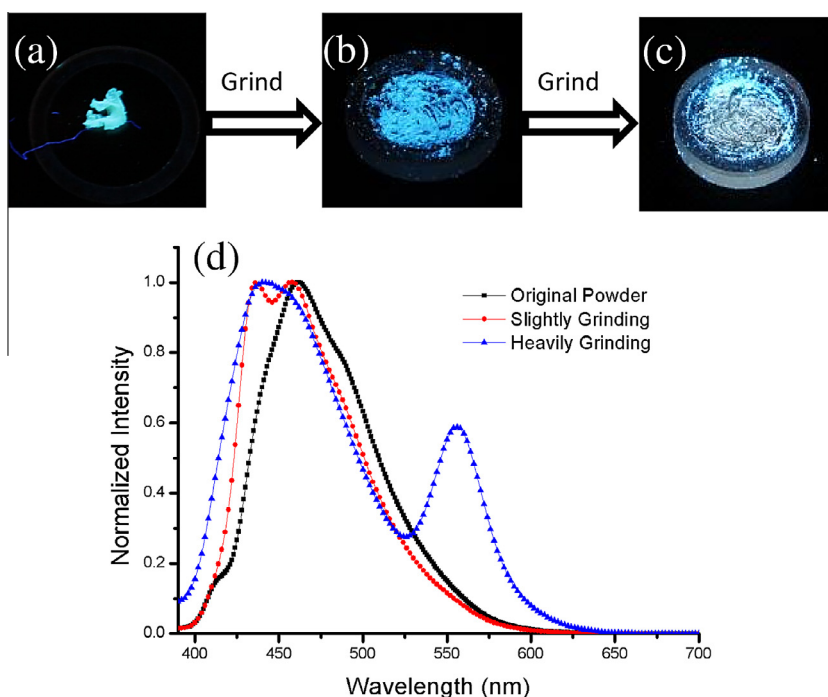 (a)
Grind
(b)
Grind
(c)
(d)
1.0
0.8
0.6
0.4
0.2
0.0
Normalized Intensity
Original Powder
Slightly Grinding
Heavily Grinding
400 450 500 550 600 650 700
Wavelength (nm)